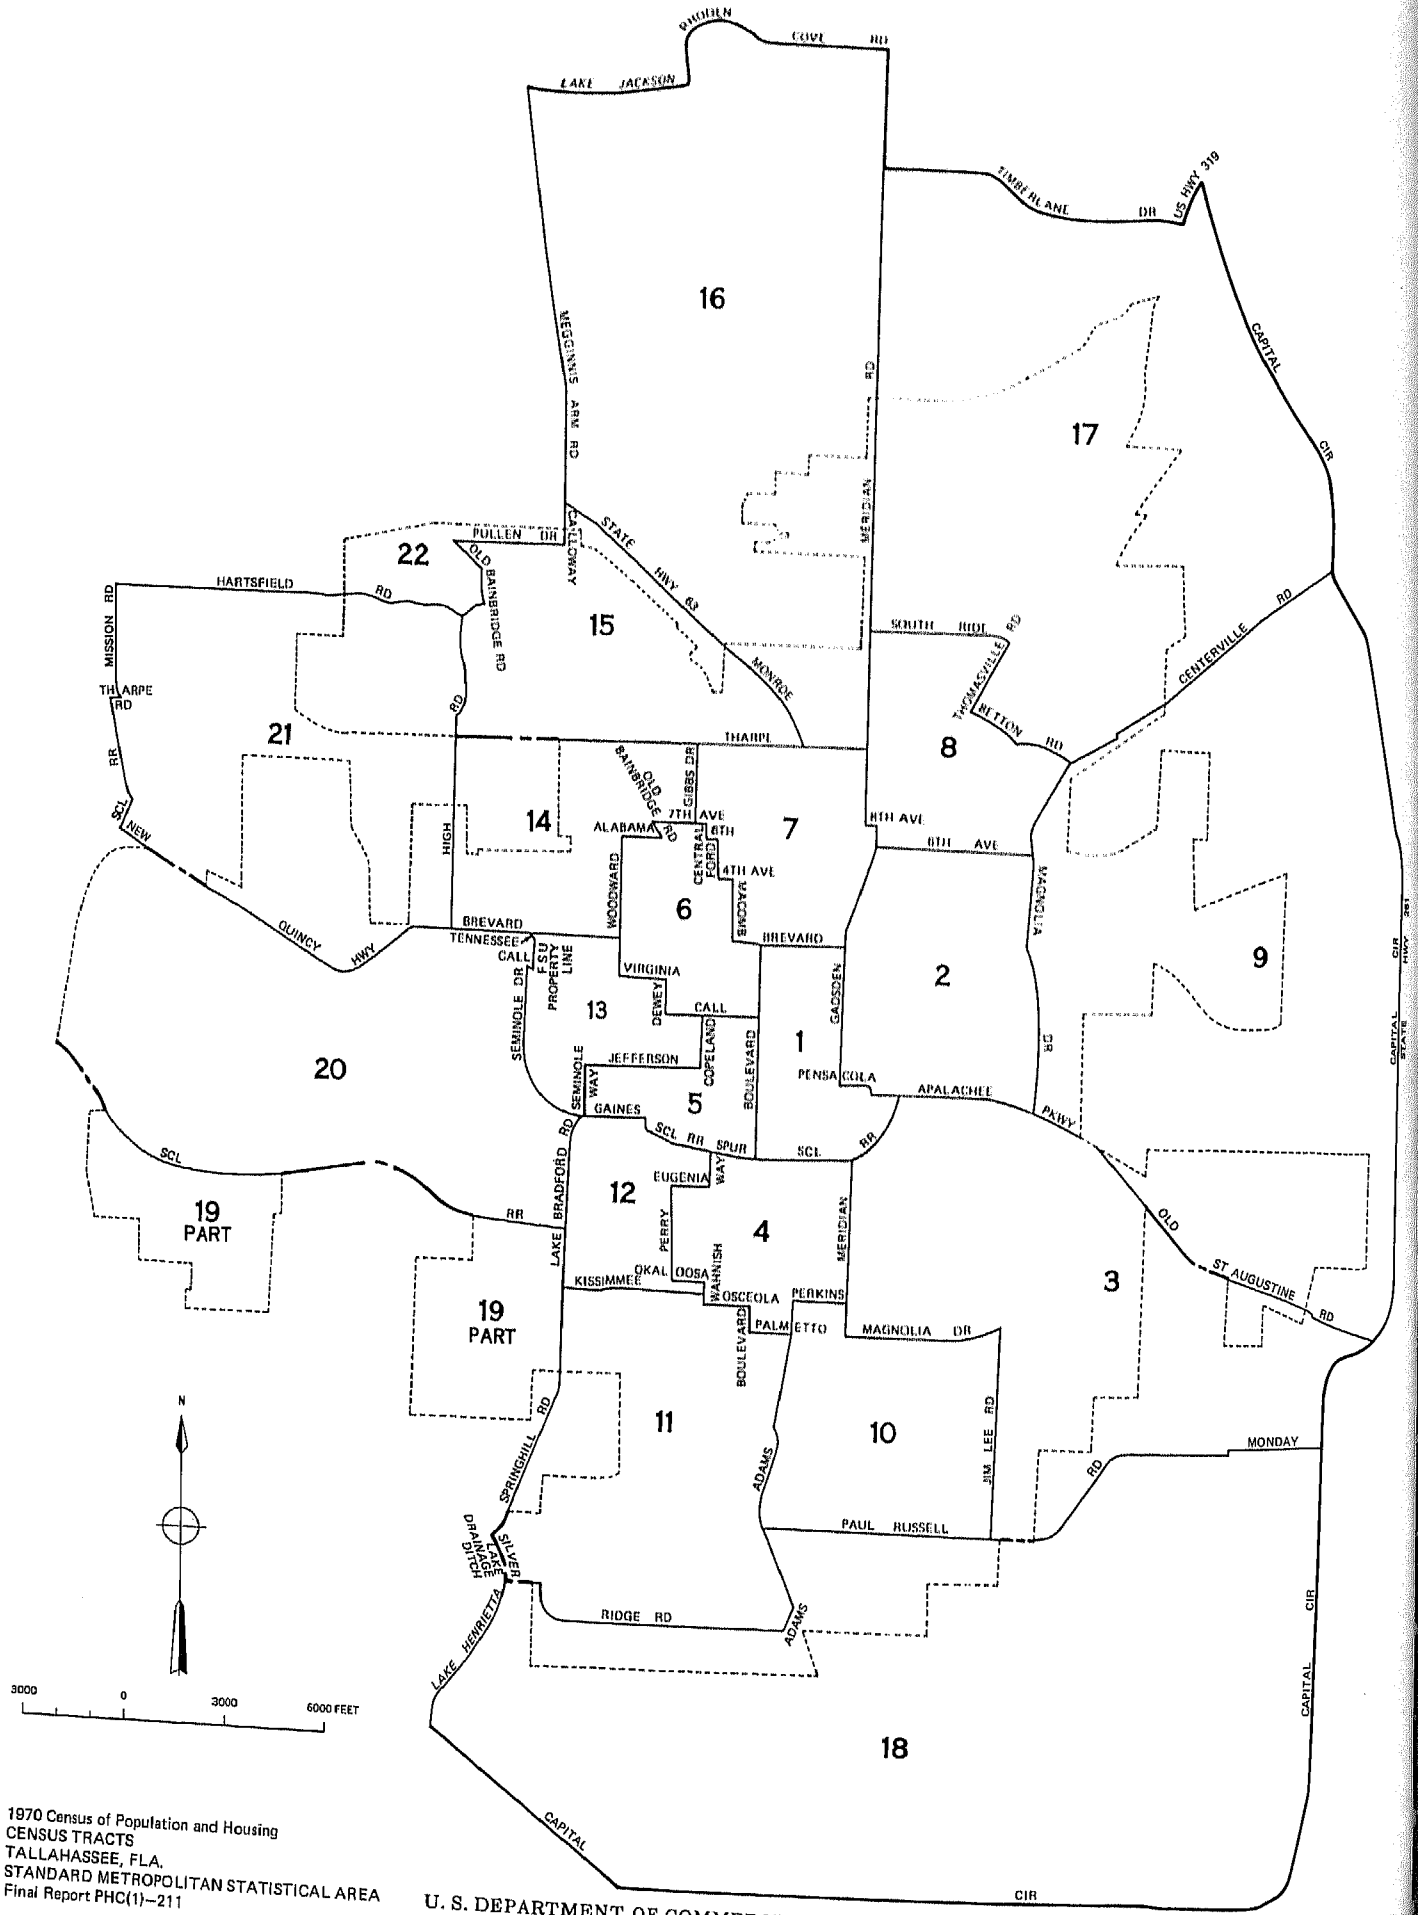 RHODEN
COVE RD
LAKE JACKSON
TIMBERLANE DR
US HWY 319
16
MEGGINNIS ARM RD
CAPITAL
CIR
RD
MERIDIAN
17
22
PULLEN DR
CALLOWAY
STATE
HWY 63
OLD BAINBRIDGE RD
HARTSFIELD
RD
MISSION RD
15
SOUTH RIDE
THOMASVILLE RD
CENTERVILLE
RD
THARPE
RD
RD
MONROE
BETTON RD
RR
21
THARPE
8
SCL
NEW
OLD
BAINBRIDGE
RD
GIBBS DR
14
HIGH
ALABAMA
7TH AVE
6TH
7
8TH AVE
6TH AVE
CENTRAL
FORD
4TH AVE
WOODWARD
MACOMB
MAGNOLIA
DR
6
QUINCY
HWY
BREVARD
TENNESSEE
CALL
FSU
PROPERTY
LINE
BREVARD
2
9
CIR
STATE HWY 261
CAPITAL
VIRGINIA
DEWEY
CALL
SEMINOLE DR
13
COPELAND
GADSDEN
1
BOULEVARD
JEFFERSON
SEMINOLE
WAY
PENSACOLA
APALACHEE
PKWY
20
GAINES
5
SCL RR SPUR
SCL
RR
SCL
EUGENIA
WAY
12
LAKE BRADFORD RD
RR
19
PART
PERRY
4
MERIDIAN
OLD
ST AUGUSTINE
RD
3
OKALOOSA
WAHNISH
KISSIMMEE
OSCEOLA
PERKINS
19
PART
BOULEVARD
PALMETTO
MAGNOLIA DR
N
11
10
JIM LEE RD
SPRINGHILL
RD
ADAMS
RD
MONDAY
PAUL RUSSELL
SILVER
LAKE
DRAINAGE
DITCH
LAKE HENRIETTA
RIDGE RD
ADAMS
CIR
CAPITAL
3000 0 3000 6000 FEET
18
CAPITAL
CIR
1970 Census of Population and Housing
CENSUS TRACTS
TALLAHASSEE, FLA.
STANDARD METROPOLITAN STATISTICAL AREA
Final Report PHC(1)–211
U. S. DEPARTMENT OF